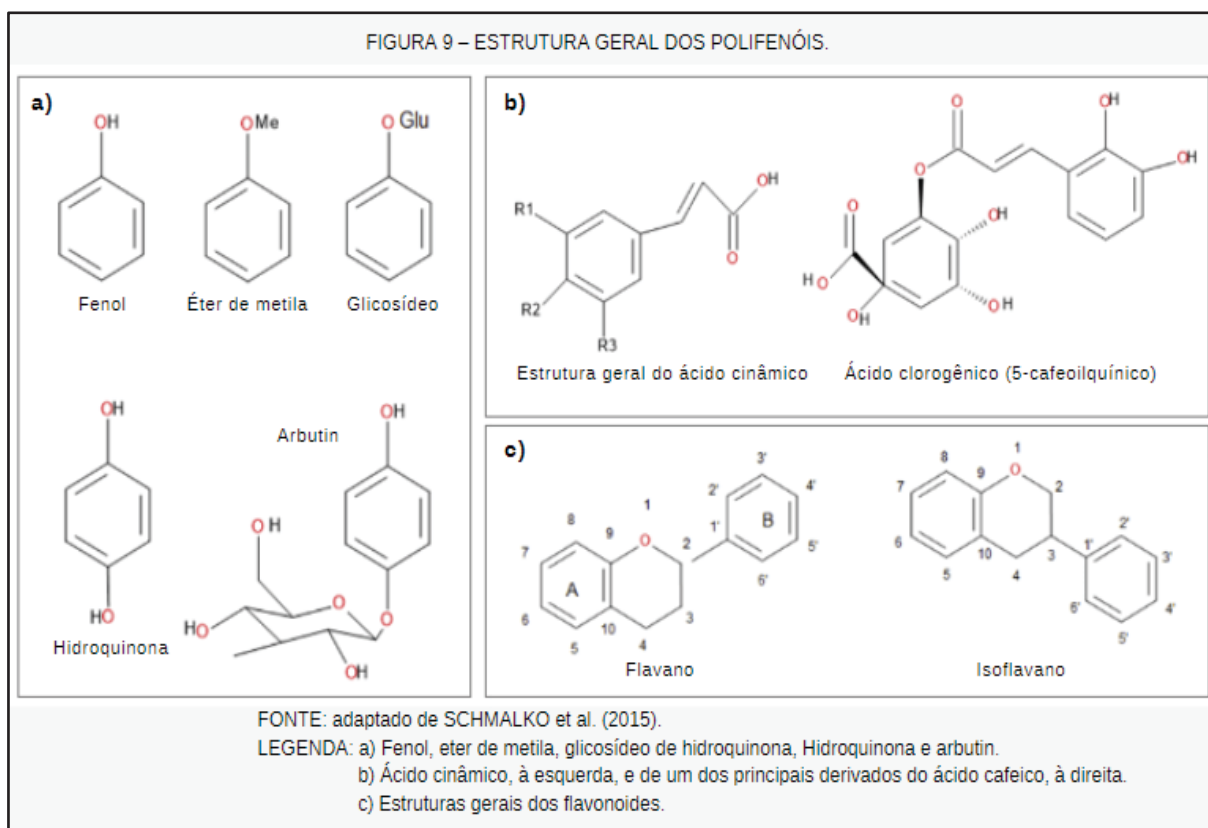 FIGURA 9 – ESTRUTURA GERAL DOS POLIFENÓIS.
a)
OH
OMe
O Glu
Fenol
Éter de metila
Glicosídeo
OH
HO
Hidroquinona
Arbutin
OH
O H
O
O
HO
OH
OH
b)
R1
R2
R3
OH
O
Estrutura geral do ácido cinâmico
O
OH
OH
O
O
OH
H O
OH
OH
Ácido clorogênico (5-cafeoilquínico)
c)
3'
2'
4'
B
1
1'
8
9
O
2
5'
7
6'
A
6
10
3
5
4
Flavano
1
8
O
9
7
2
2'
6
10
3
1'
3'
5
4
6'
4'
5'
Isoflavano
FONTE: adaptado de SCHMALKO et al. (2015).
LEGENDA: a) Fenol, eter de metila, glicosídeo de hidroquinona, Hidroquinona e arbutin.
b) Ácido cinâmico, à esquerda, e de um dos principais derivados do ácido cafeico, à direita.
c) Estruturas gerais dos flavonoides.